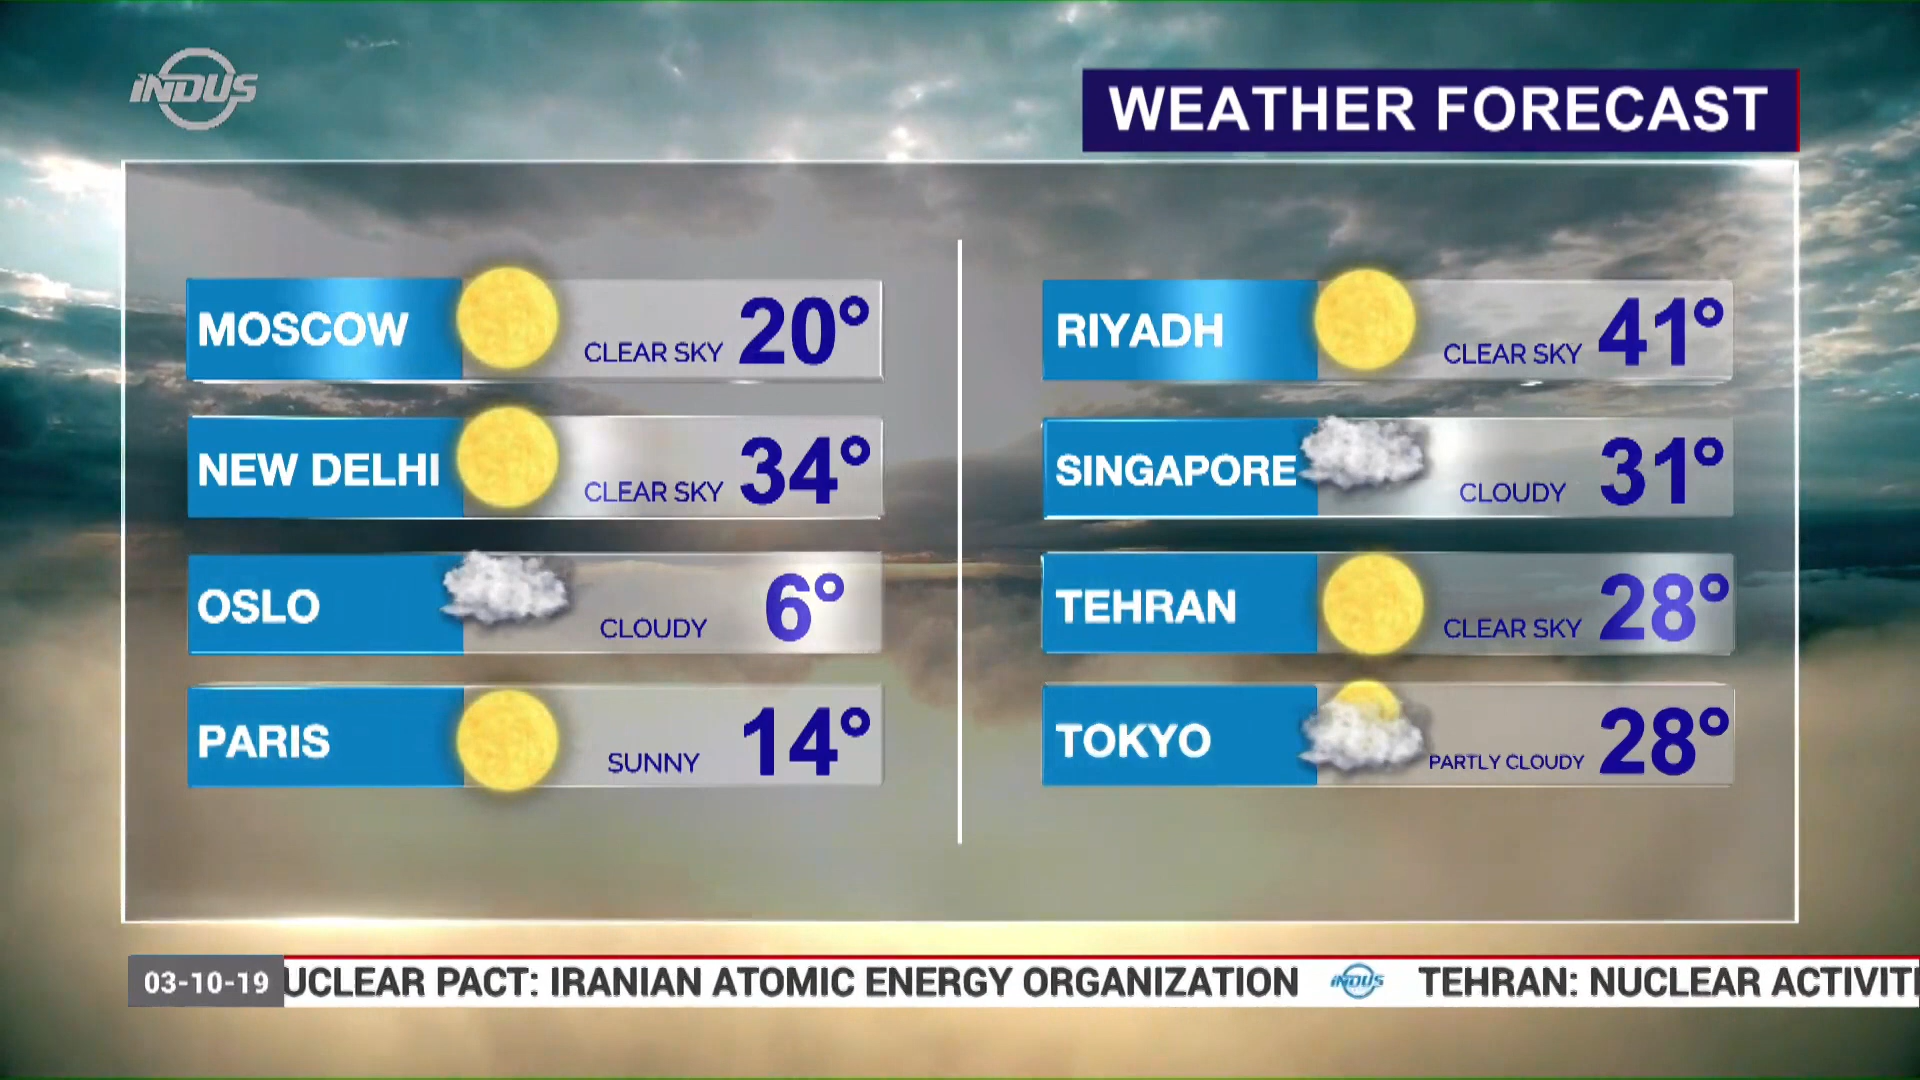 iNDUS
WEATHER FORECAST
MOSCOW CLEAR SKY 20°
NEW DELHI CLEAR SKY 34°
OSLO CLOUDY 6°
PARIS SUNNY 14°
RIYADH CLEAR SKY 41°
SINGAPORE CLOUDY 31°
TEHRAN CLEAR SKY 28°
TOKYO PARTLY CLOUDY 28°
03-10-19 UCLEAR PACT: IRANIAN ATOMIC ENERGY ORGANIZATION iNDUS TEHRAN: NUCLEAR ACTIVITI